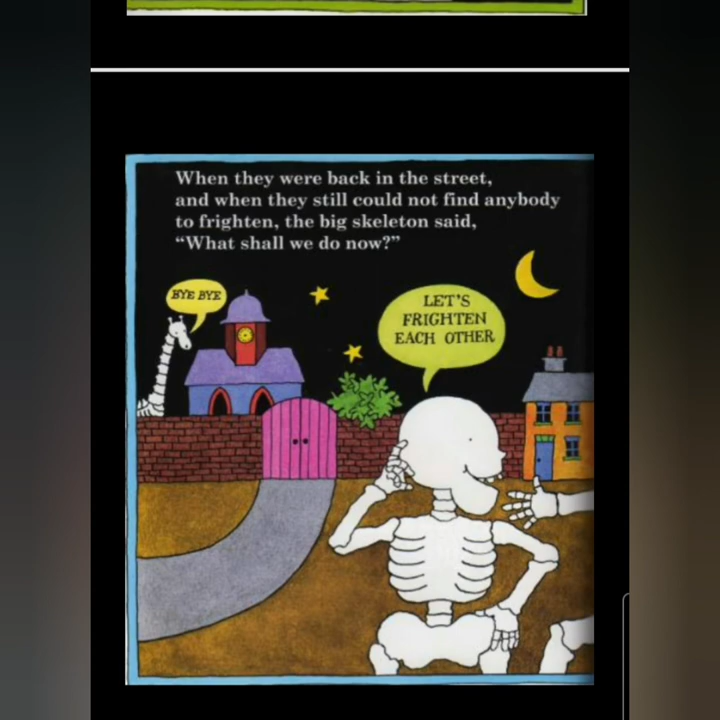 When they were back in the street,
and when they still could not find anybody
to frighten, the big skeleton said,
“What shall we do now?”
BYE BYE
LET'S
FRIGHTEN
EACH OTHER